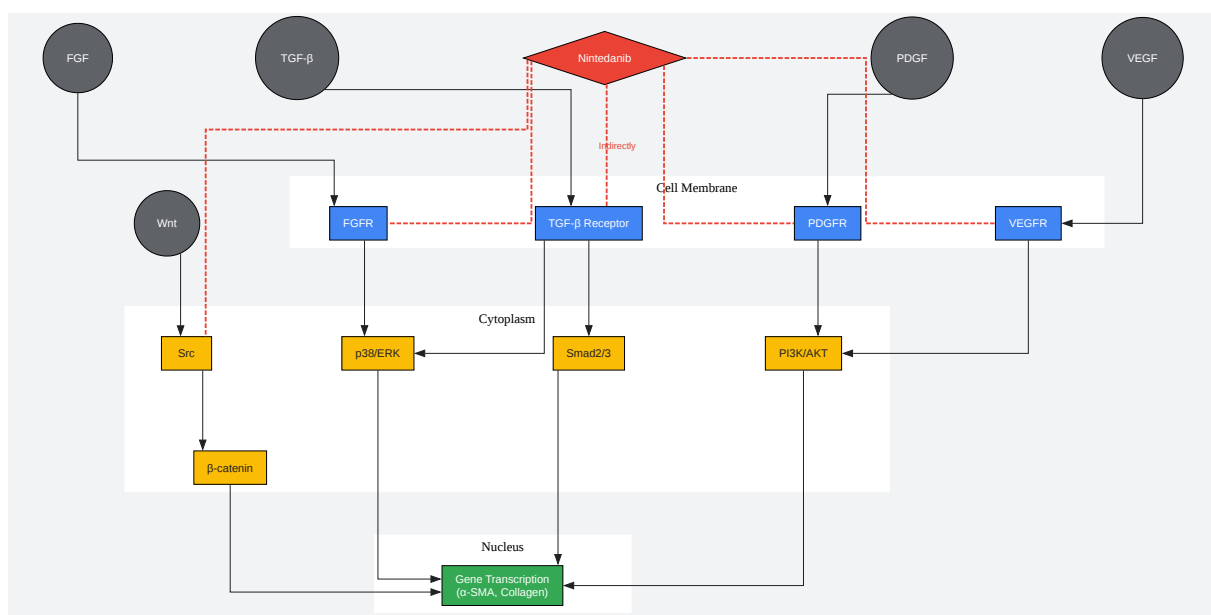 FGF
TGF-β
Nintedanib
PDGF
VEGF
Indirectly
Cell Membrane
Wnt
FGFR
TGF-β Receptor
PDGFR
VEGFR
Cytoplasm
Src
p38/ERK
Smad2/3
PI3K/AKT
β-catenin
Nucleus
Gene Transcription
(α-SMA, Collagen)